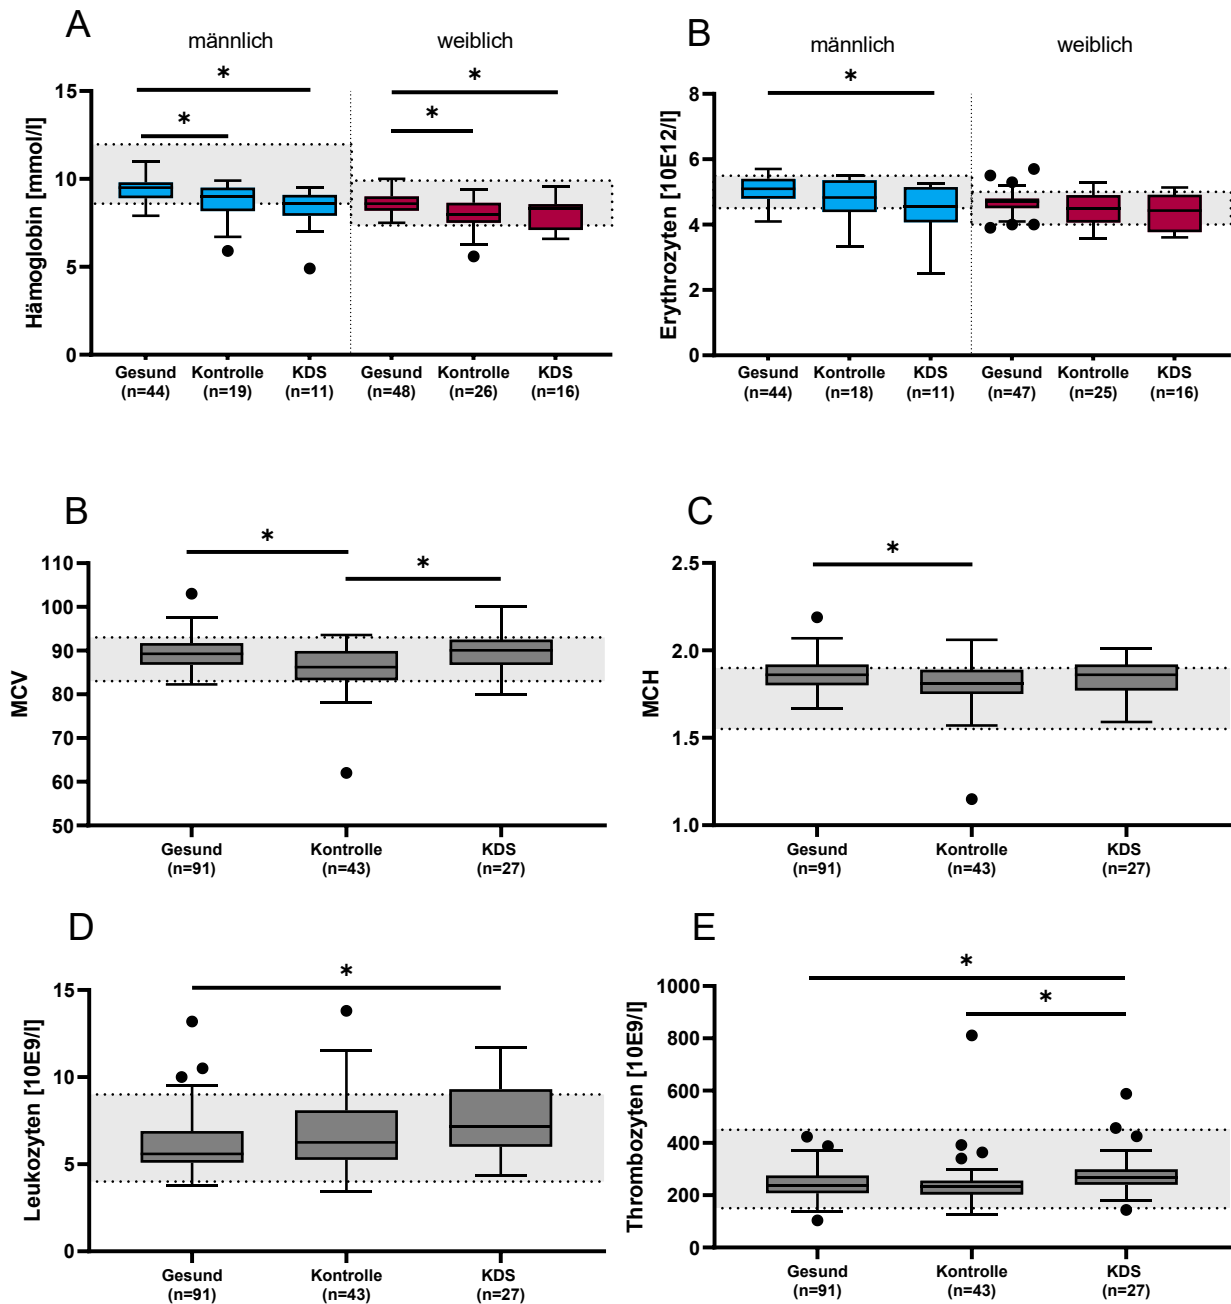 A
männlich
weiblich
*
*
*
*
Hämoglobin [mmol/l]
15
10
5
0
Gesund
(n=44)
Kontrolle
(n=19)
KDS
(n=11)
Gesund
(n=48)
Kontrolle
(n=26)
KDS
(n=16)
B
männlich
weiblich
*
Erythrozyten [10E12/l]
8
6
4
2
0
Gesund
(n=44)
Kontrolle
(n=18)
KDS
(n=11)
Gesund
(n=47)
Kontrolle
(n=25)
KDS
(n=16)
B
*
*
MCV
110
100
90
80
70
60
50
Gesund
(n=91)
Kontrolle
(n=43)
KDS
(n=27)
C
*
MCH
2.5
2.0
1.5
1.0
Gesund
(n=91)
Kontrolle
(n=43)
KDS
(n=27)
D
*
Leukozyten [10E9/l]
15
10
5
0
Gesund
(n=91)
Kontrolle
(n=43)
KDS
(n=27)
E
*
*
Thrombozyten [10E9/l]
1000
800
600
400
200
0
Gesund
(n=91)
Kontrolle
(n=43)
KDS
(n=27)